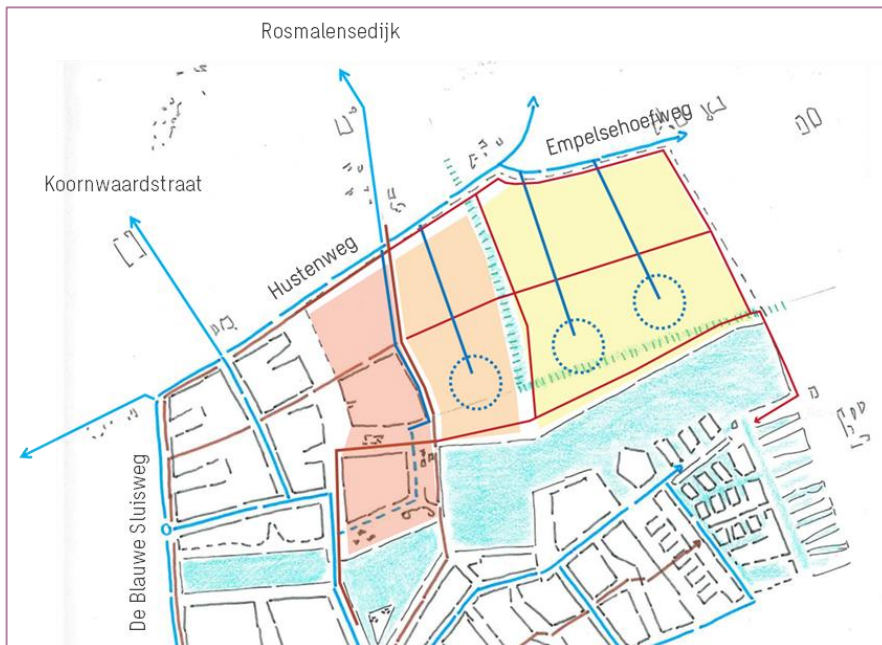 Rosmalensedijk
Empelsehoefweg
Koornwaardstraat
Hustenweg
De Blauwe Sluisweg